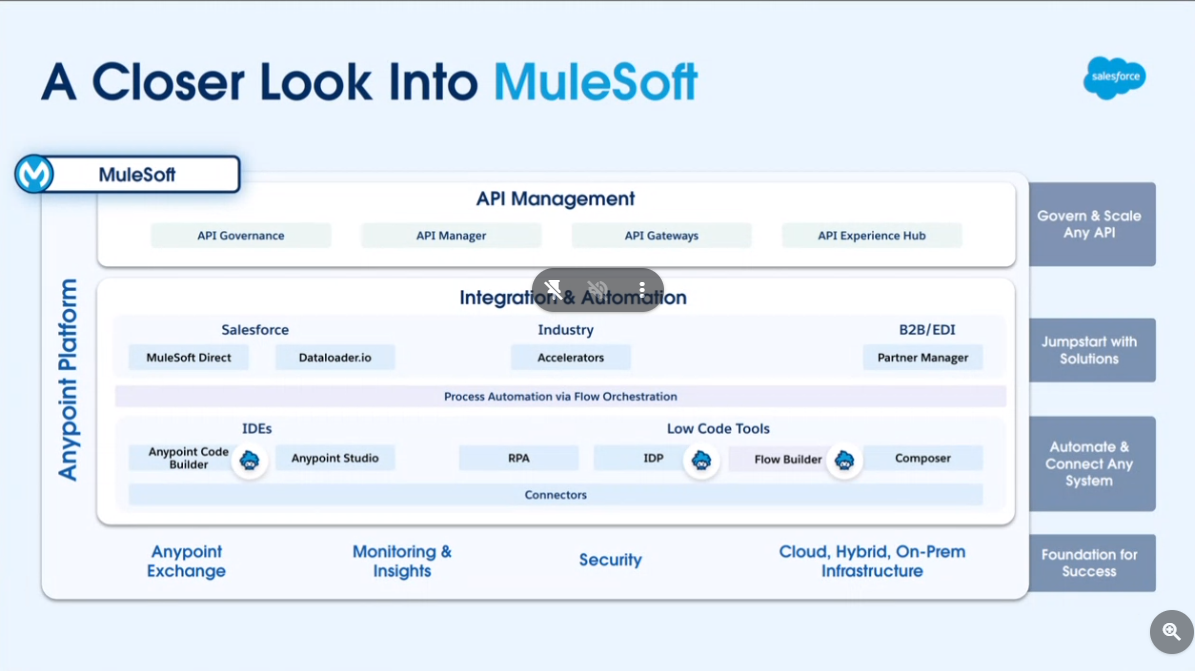 A Closer Look Into MuleSoft
salesforce
MuleSoft
API Management
API Governance
API Manager
API Gateways
API Experience Hub
Govern & Scale
Any API
Anypoint Platform
Integration & Automation
Salesforce
Industry
B2B/EDI
MuleSoft Direct
Dataloader.io
Accelerators
Partner Manager
Jumpstart with
Solutions
Process Automation via Flow Orchestration
IDEs
Low Code Tools
Anypoint Code
Builder
Anypoint Studio
RPA
IDP
Flow Builder
Composer
Connectors
Automate &
Connect Any
System
Anypoint
Exchange
Monitoring &
Insights
Security
Cloud, Hybrid, On-Prem
Infrastructure
Foundation for
Success